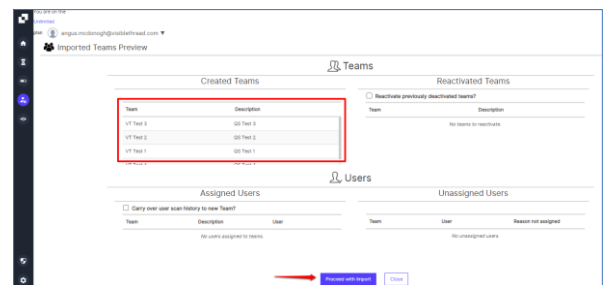 You are on the
Unlimited
plan angus.mcdonogh@visiblethread.com ▼
Imported Teams Preview
Teams
Created Teams
Reactivated Teams
Reactivate previously deactivated teams?
Team Description
Team Description
VT Test 3 QS Test 3
No teams to reactivate
VT Test 2 QS Test 2
VT Test 1 QS Test 1
Users
Assigned Users
Unassigned Users
Carry over user scan history to new Team?
Team Description User
Team User Reason not assigned
No users assigned to teams
No unassigned users
Proceed with Import
Close